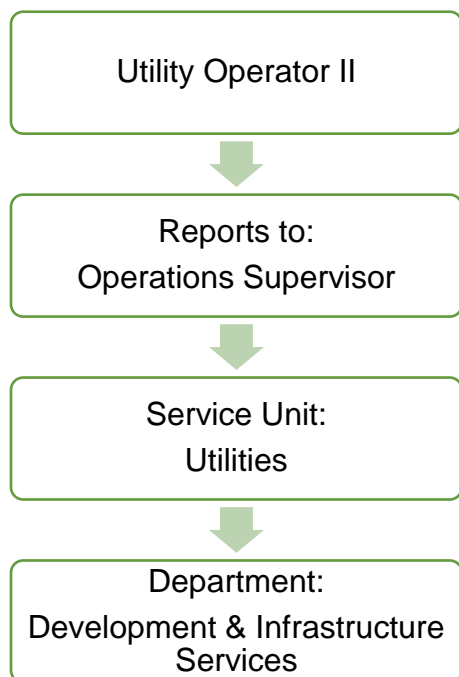 Utility Operator II
Reports to:
Operations Supervisor
Service Unit:
Utilities
Department:
Development & Infrastructure
Services